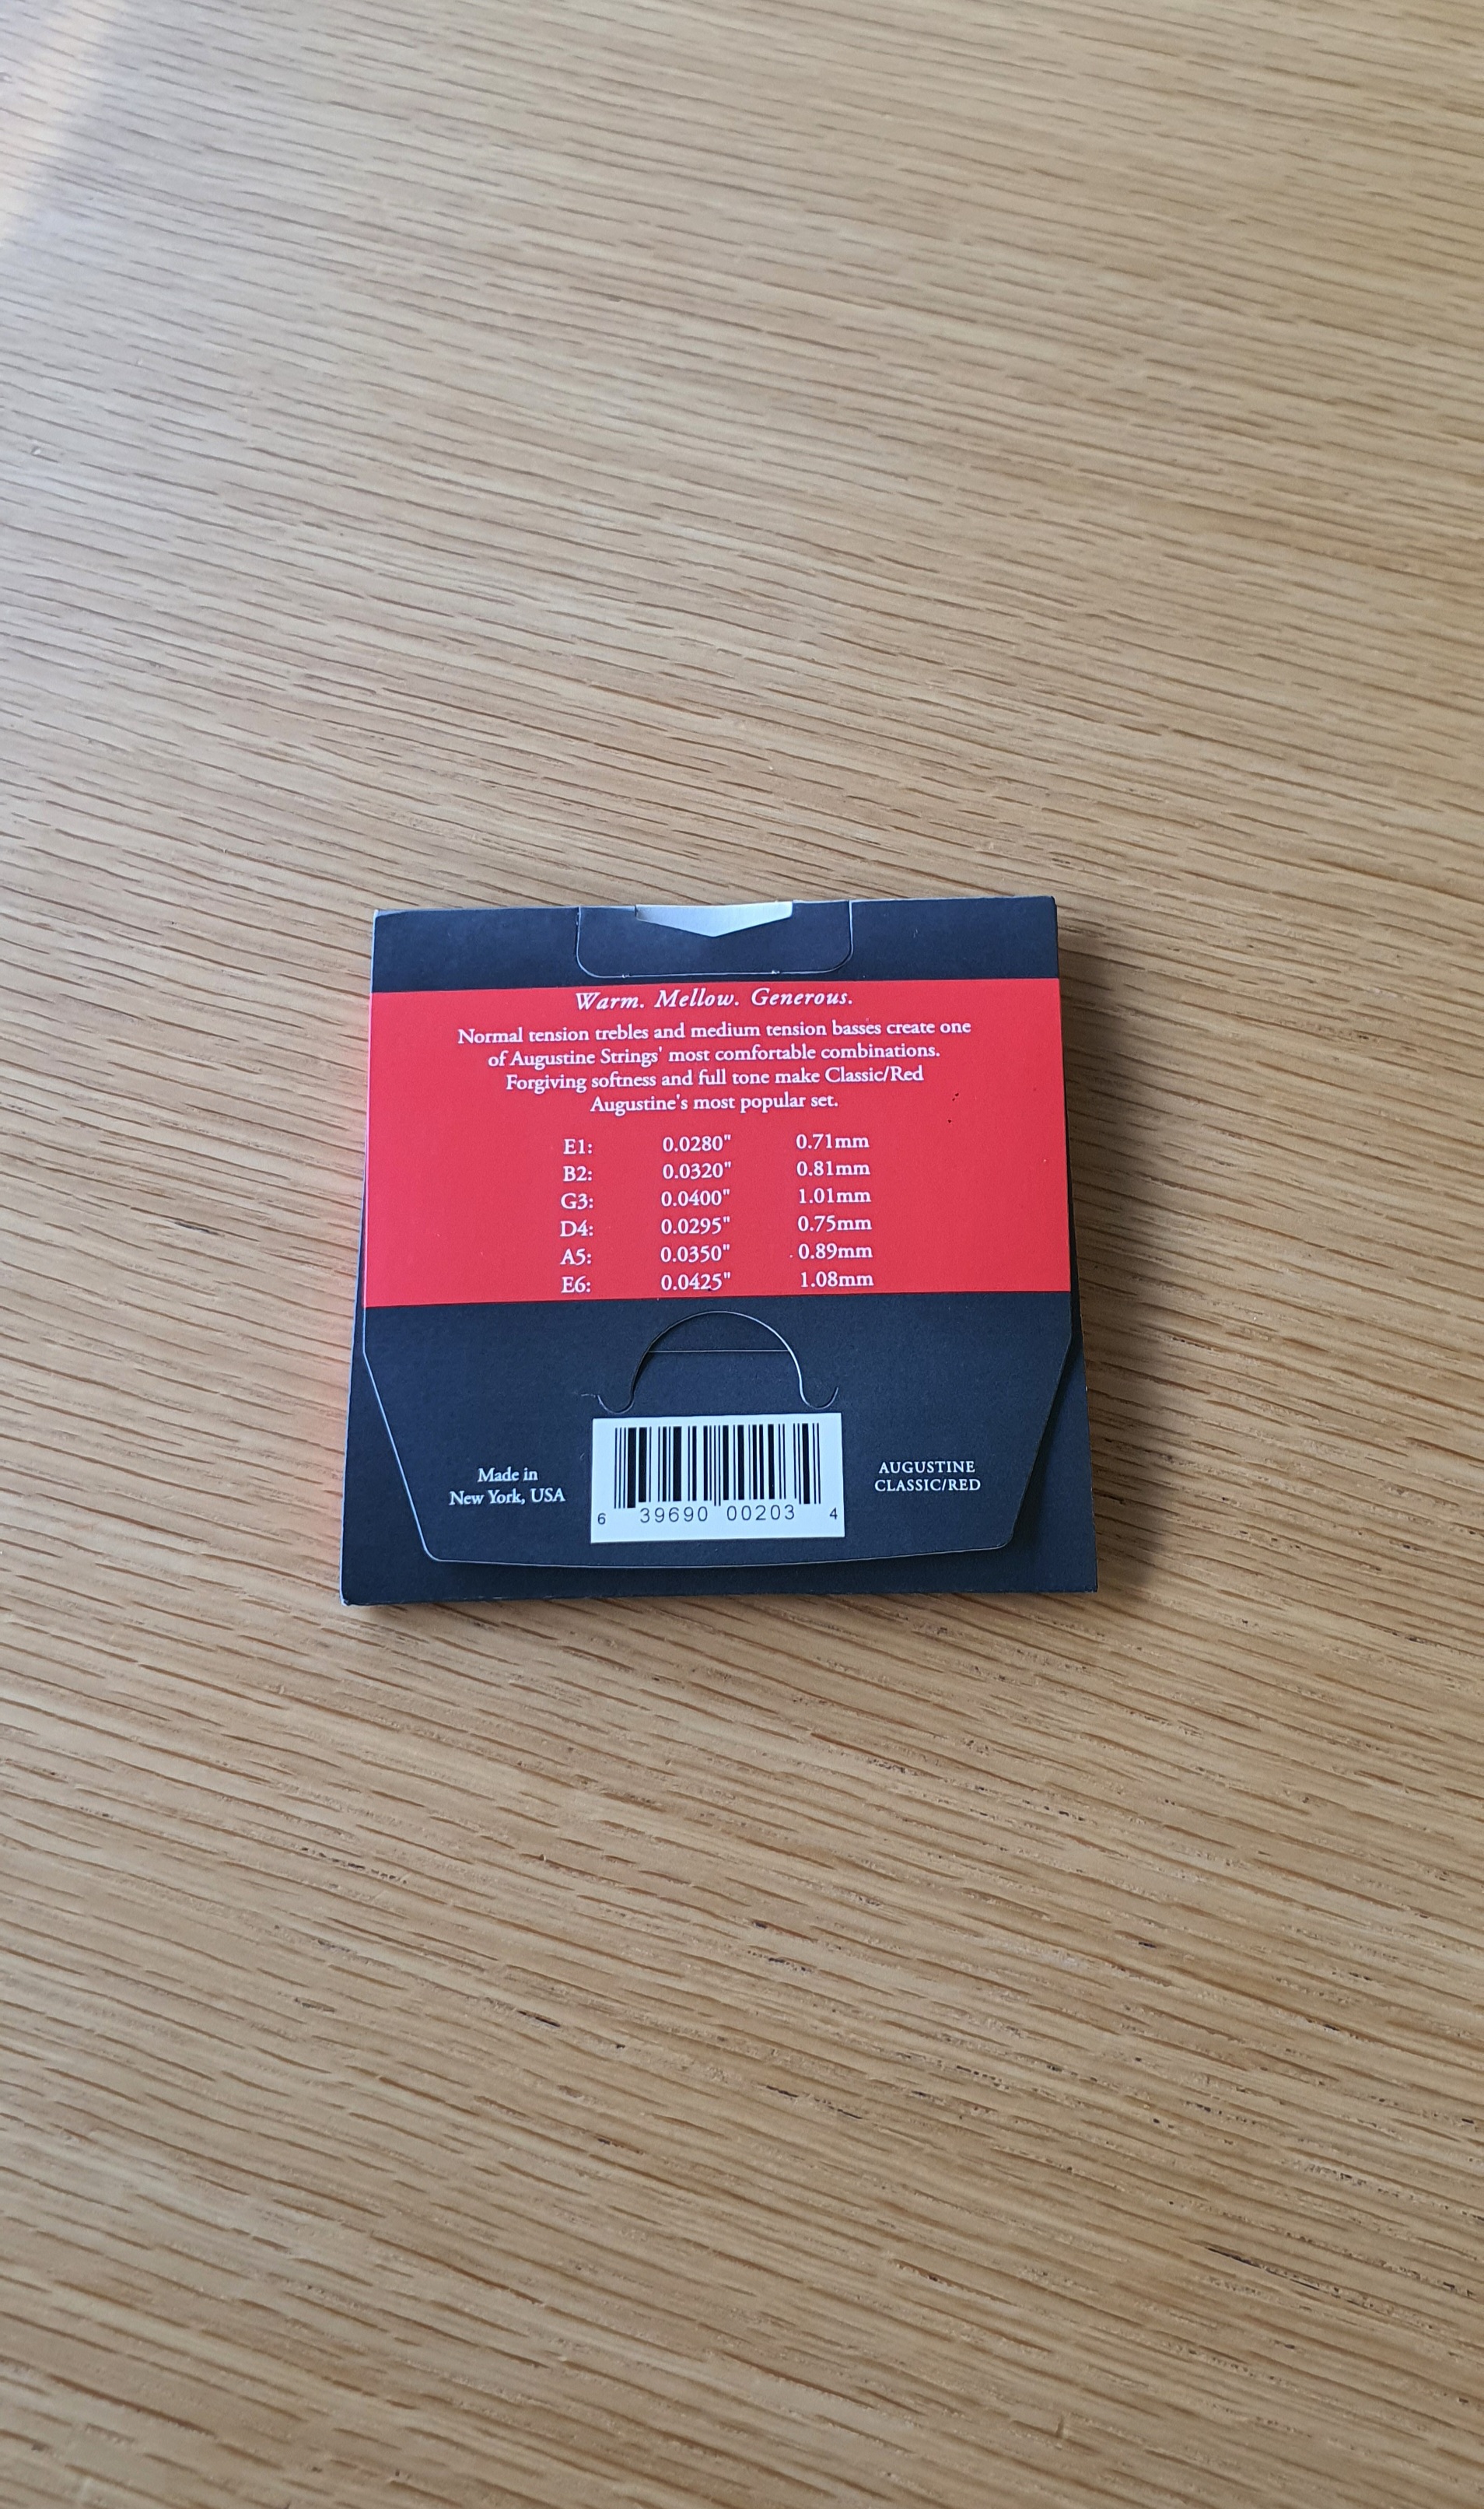 Warm. Mellow. Generous.
Normal tension trebles and medium tension basses create one
of Augustine Strings' most comfortable combinations.
Forgiving softness and full tone make Classic/Red
Augustine's most popular set.
E1: 0.0280" 0.71mm
B2: 0.0320" 0.81mm
G3: 0.0400" 1.01mm
D4: 0.0295" 0.75mm
A5: 0.0350" 0.89mm
E6: 0.0425" 1.08mm
Made in
New York, USA
6 39690 00203 4
AUGUSTINE
CLASSIC/RED